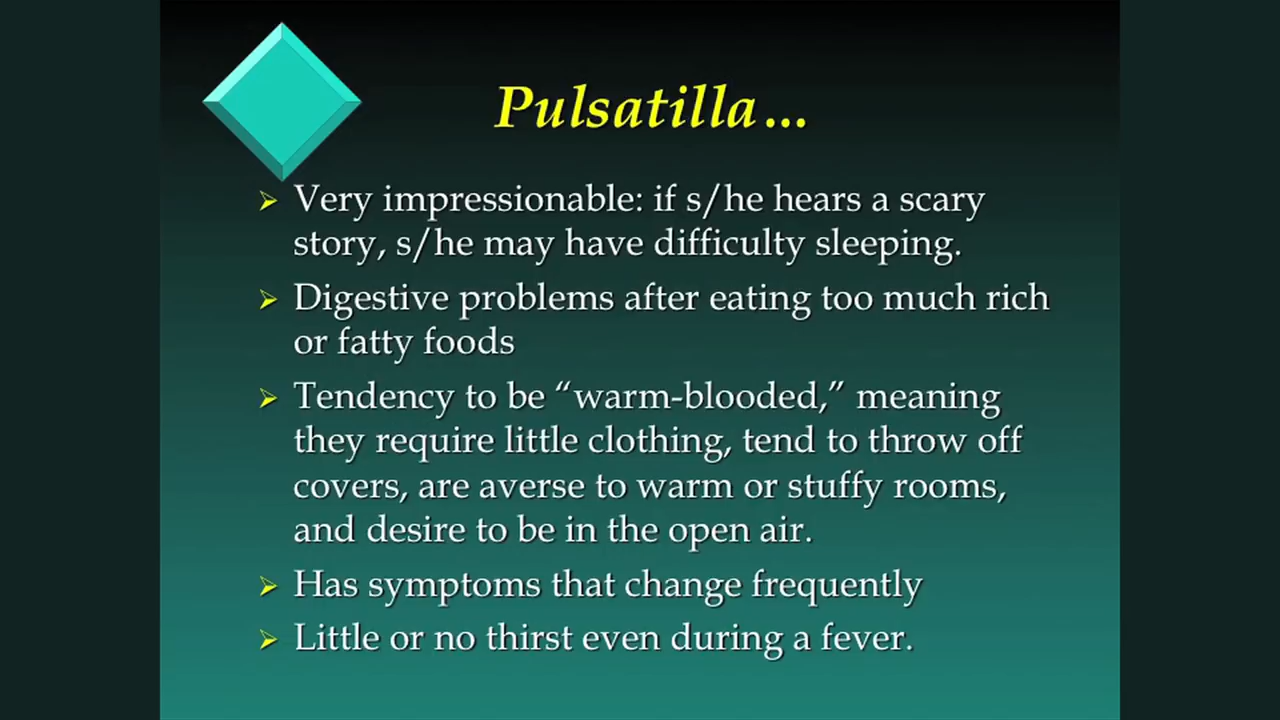 Pulsatilla...
➢ Very impressionable: if s/he hears a scary
story, s/he may have difficulty sleeping.
➢ Digestive problems after eating too much rich
or fatty foods
➢ Tendency to be “warm-blooded,” meaning
they require little clothing, tend to throw off
covers, are averse to warm or stuffy rooms,
and desire to be in the open air.
➢ Has symptoms that change frequently
➢ Little or no thirst even during a fever.